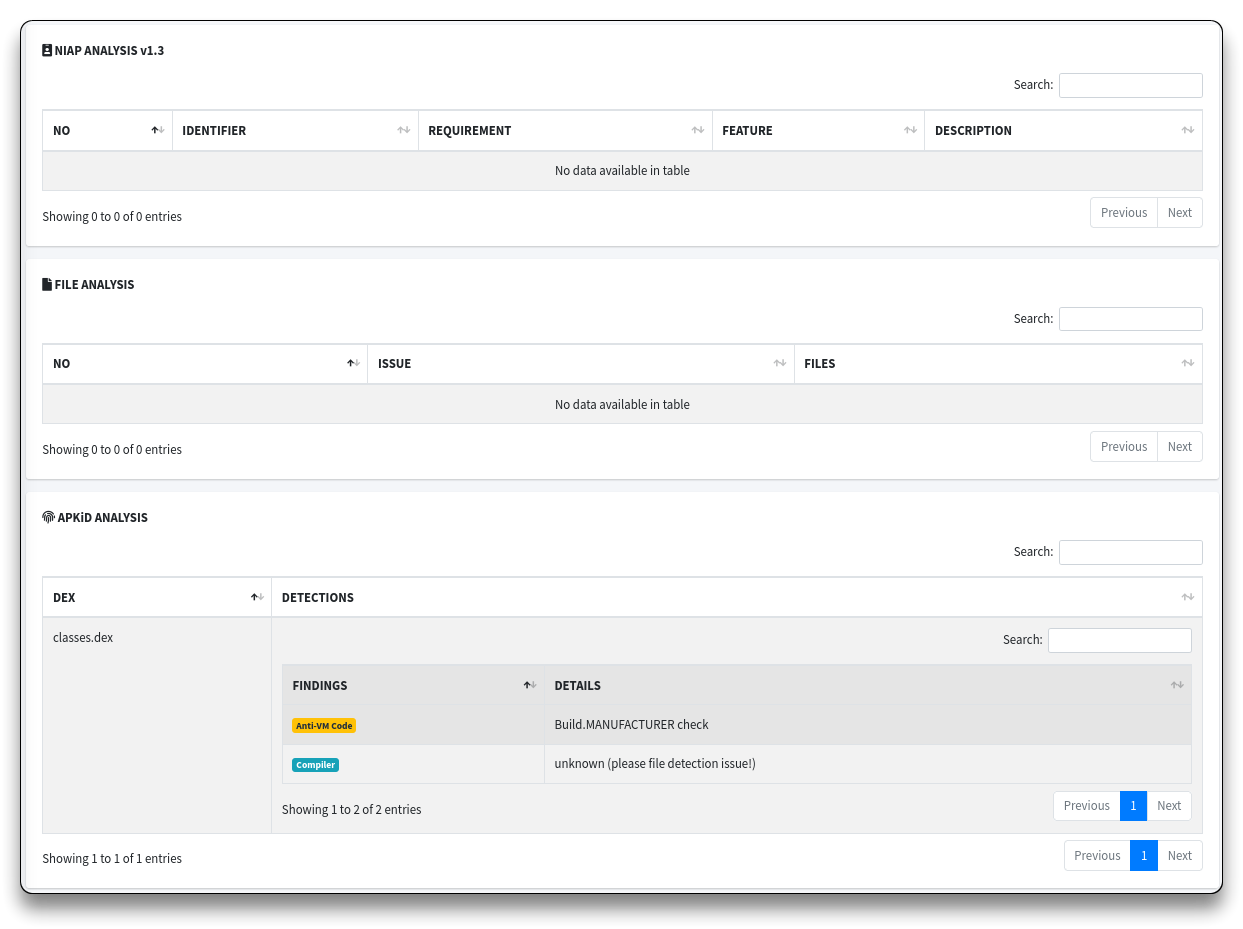 NIAP ANALYSIS v1.3
Search:
NO IDENTIFIER REQUIREMENT FEATURE DESCRIPTION
No data available in table
Showing 0 to 0 of 0 entries Previous Next
FILE ANALYSIS
Search:
NO ISSUE FILES
No data available in table
Showing 0 to 0 of 0 entries Previous Next
APKiD ANALYSIS
Search:
DEX DETECTIONS
classes.dex Search:
FINDINGS DETAILS
Anti-VM Code Build.MANUFACTURER check
Compiler unknown (please file detection issue!)
Showing 1 to 2 of 2 entries Previous 1 Next
Showing 1 to 1 of 1 entries Previous 1 Next